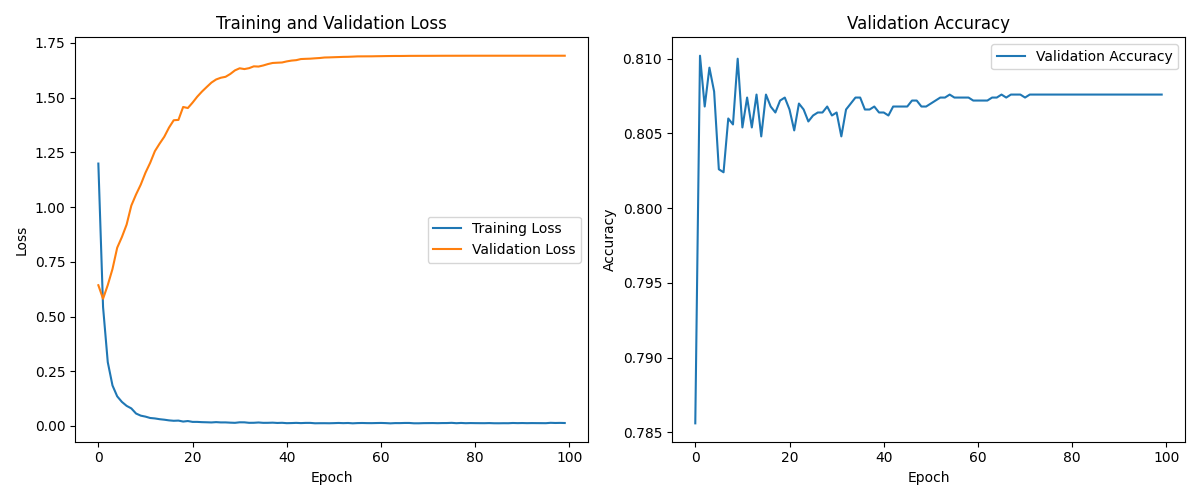 Training and Validation Loss
1.75
1.50
1.25
1.00
0.75
0.50
0.25
0.00
Loss
Training Loss
Validation Loss
0 20 40 60 80 100
Epoch
Validation Accuracy
0.810
0.805
0.800
0.795
0.790
0.785
Accuracy
Validation Accuracy
0 20 40 60 80 100
Epoch